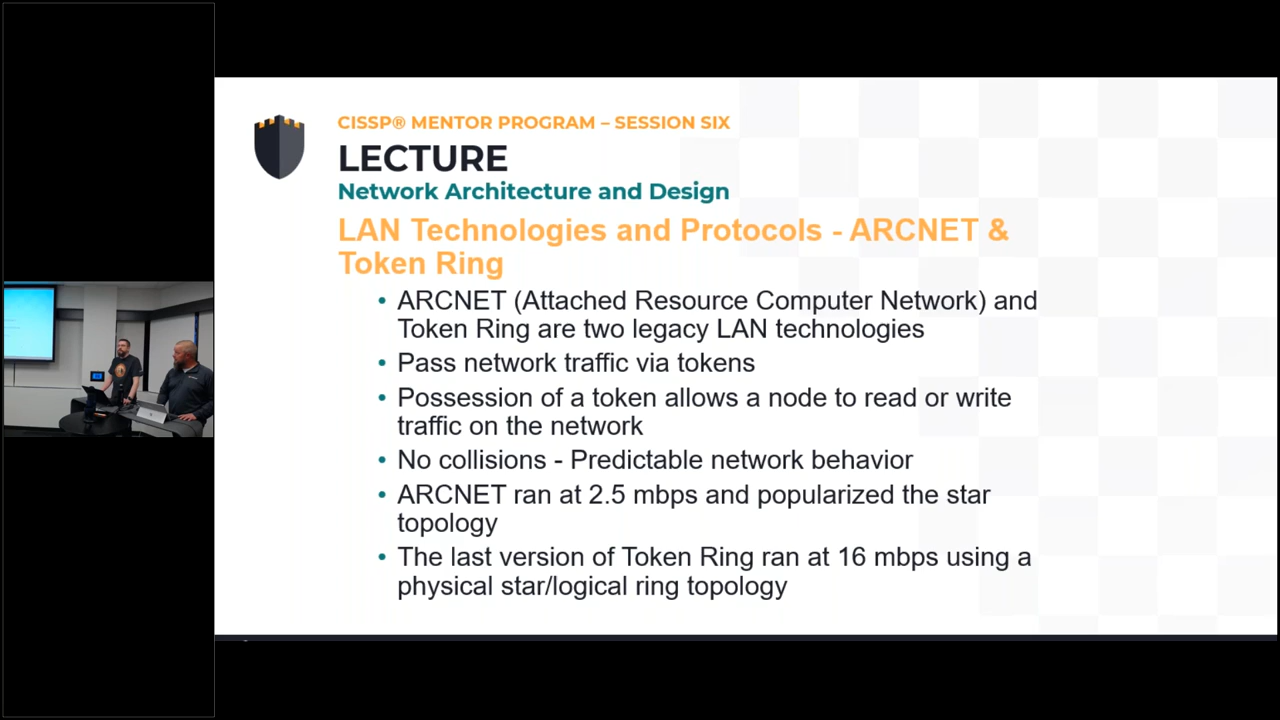 CISSP® MENTOR PROGRAM – SESSION SIX
LECTURE
Network Architecture and Design
LAN Technologies and Protocols - ARCNET &
Token Ring
• ARCNET (Attached Resource Computer Network) and
Token Ring are two legacy LAN technologies
• Pass network traffic via tokens
• Possession of a token allows a node to read or write
traffic on the network
• No collisions - Predictable network behavior
• ARCNET ran at 2.5 mbps and popularized the star
topology
• The last version of Token Ring ran at 16 mbps using a
physical star/logical ring topology